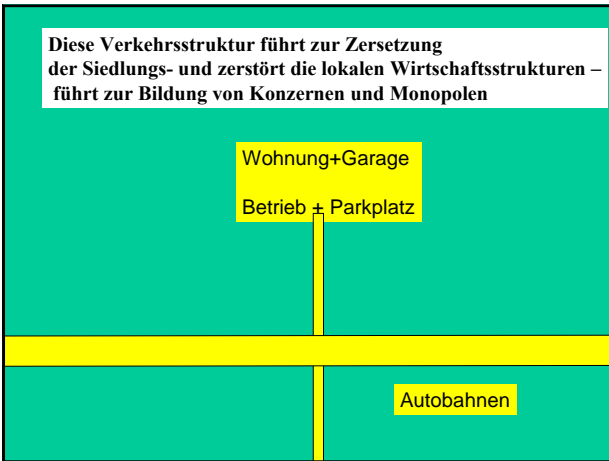 Diese Verkehrsstruktur führt zur Zersetzung
der Siedlungs- und zerstört die lokalen Wirtschaftsstrukturen –
führt zur Bildung von Konzernen und Monopolen
Wohnung+Garage
Betrieb + Parkplatz
Autobahnen